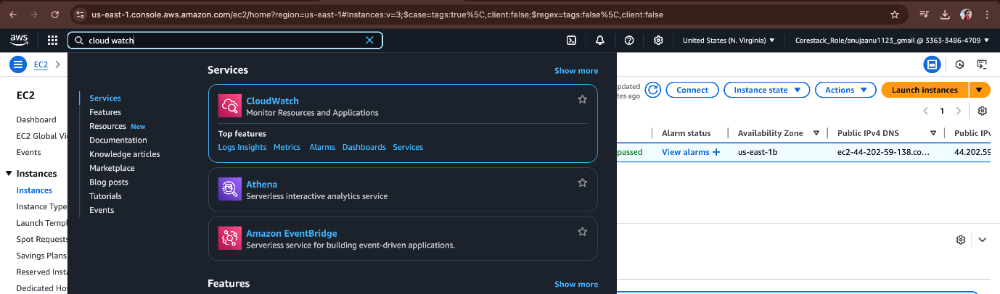 us-east-1.console.aws.amazon.com/ec2/home?region=us-east-1#Instances:v=3;$case=tags:true%5C,client:false;$regex=tags:false%5C,client:false
aws
cloud watch
United States (N. Virginia)
Corestack_Role/anujaanu1123_gmail @ 3363-3486-4709
EC2
EC2
Dashboard
EC2 Global Vi
Events
Instances
Instances
Instance Type
Launch Templ
Spot Requests
Savings Plans
Reserved Insta
Dedicated Hos
Services
Features
Resources New
Documentation
Knowledge articles
Marketplace
Blog posts
Tutorials
Events
Services
Show more
CloudWatch
Monitor Resources and Applications
Top features
Logs Insights Metrics Alarms Dashboards Services
Athena
Serverless interactive analytics service
Amazon EventBridge
Serverless service for building event-driven applications.
Features
Show more
pdated
tes ago
Connect
Instance state
Actions
Launch instances
1
Alarm status
Availability Zone
Public IPv4 DNS
Public IPv
passed
View alarms +
us-east-1b
ec2-44-202-59-138.co...
44.202.59